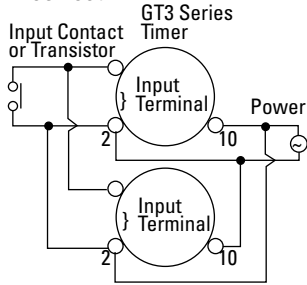 GT3 Series
Timer
Input Contact
or Transistor
Input
Terminal
}
Power
2
10
~
Input
Terminal
}
2
10